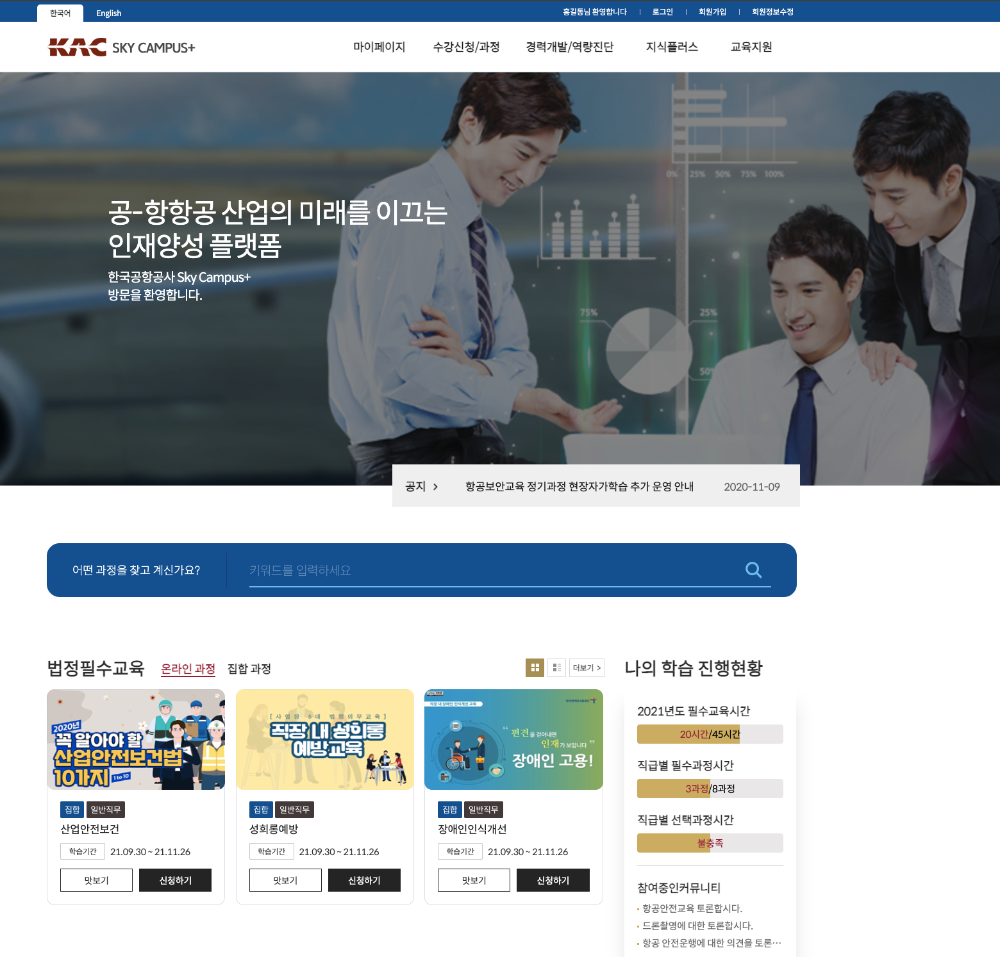 한국어
English
홍길동님 환영합니다
로그인
회원가입
회원정보수정
KAC SKY CAMPUS+
마이페이지
수강신청/과정
경력개발/역량진단
지식플러스
교육지원
0% 25% 50% 75% 100%
공-항항공 산업의 미래를 이끄는
인재양성 플랫폼
한국공항공사 Sky Campus+
방문을 환영합니다.
75%
25%
50%
공지 >
항공보안교육 정기과정 현장자가학습 추가 운영 안내
2020-11-09
어떤 과정을 찾고 계신가요?
키워드를 입력하세요
법정필수교육
온라인 과정
집합 과정
더보기 >
2020년
꼭 알아야 할
산업안전보건법
10가지 1 to 10
집합
일반직무
산업안전보건
학습기간
21.09.30 ~ 21.11.26
맛보기
신청하기
[사업장 5대 법정의무교육]
직장 내 성희롱
예방교육
집합
일반직무
성희롱예방
학습기간
21.09.30 ~ 21.11.26
맛보기
신청하기
직장 내 장애인 인식개선 교육
“편견을 걷어내면
인재가 보입니다”
장애인 고용!
집합
일반직무
장애인인식개선
학습기간
21.09.30 ~ 21.11.26
맛보기
신청하기
나의 학습 진행현황
2021년도 필수교육시간
20시간/45시간
직급별 필수과정시간
3과정/8과정
직급별 선택과정시간
불충족
참여중인커뮤니티
항공안전교육 토론합시다.
드론촬영에 대한 토론합시다.
항공 안전운행에 대한 의견을 토론…